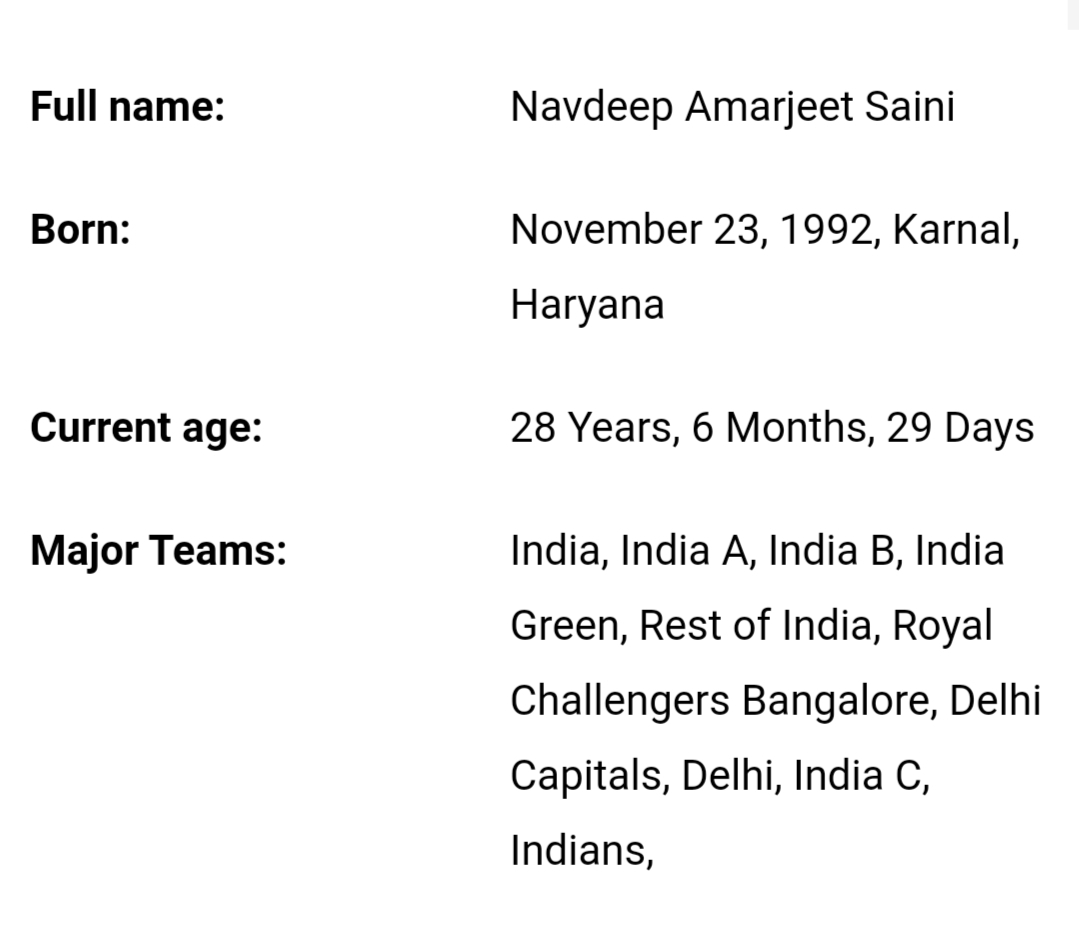 Full name: Navdeep Amarjeet Saini
Born: November 23, 1992, Karnal,
Haryana
Current age: 28 Years, 6 Months, 29 Days
Major Teams: India, India A, India B, India
Green, Rest of India, Royal
Challengers Bangalore, Delhi
Capitals, Delhi, India C,
Indians,